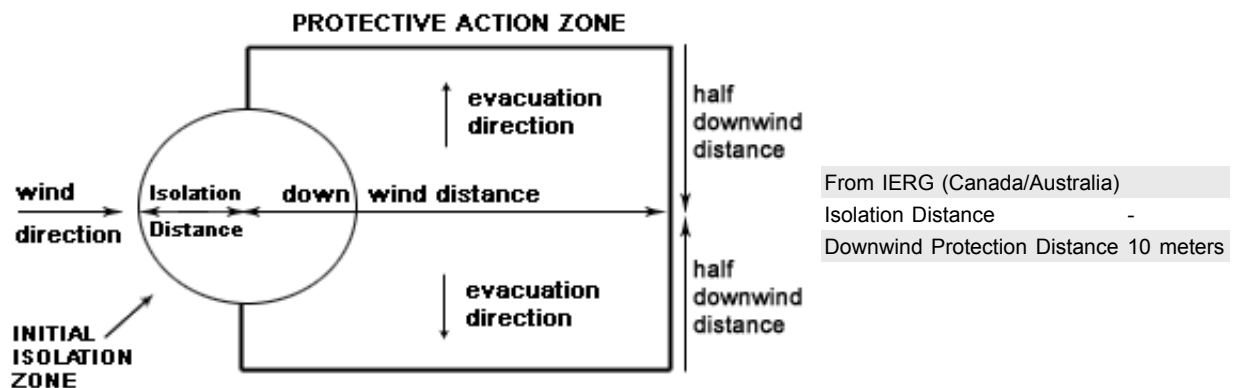 PROTECTIVE ACTION ZONE
evacuation
direction
half
downwind
distance
wind
direction
Isolation
Distance
down wind distance
evacuation
direction
half
downwind
distance
INITIAL
ISOLATION
ZONE
From IERG (Canada/Australia)
Isolation Distance -
Downwind Protection Distance 10 meters